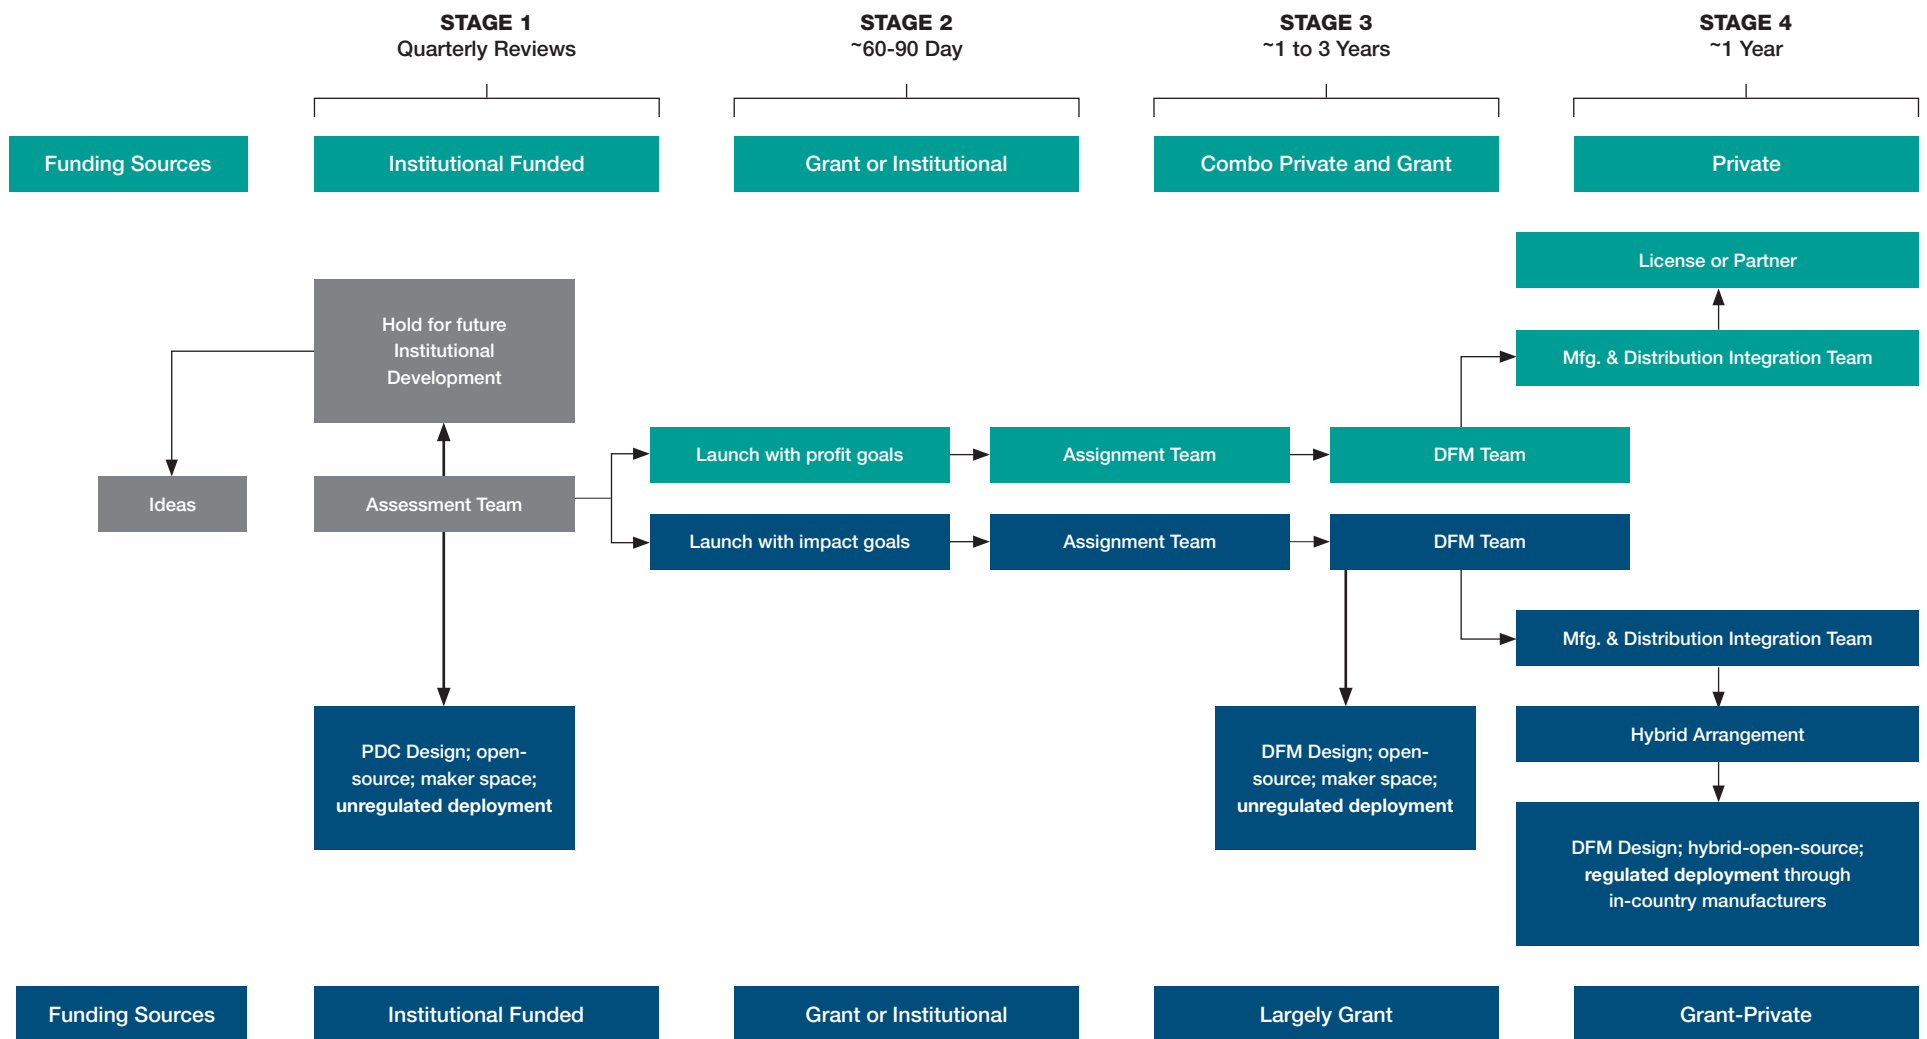 STAGE 1
Quarterly Reviews
STAGE 2
~60-90 Day
STAGE 3
~1 to 3 Years
STAGE 4
~1 Year
Funding Sources
Institutional Funded
Grant or Institutional
Combo Private and Grant
Private
License or Partner
Hold for future
Institutional
Development
Mfg. & Distribution Integration Team
Launch with profit goals
Assignment Team
DFM Team
Ideas
Assessment Team
Launch with impact goals
Assignment Team
DFM Team
Mfg. & Distribution Integration Team
PDC Design; open-
source; maker space;
unregulated deployment
DFM Design; open-
source; maker space;
unregulated deployment
Hybrid Arrangement
DFM Design; hybrid-open-source;
regulated deployment through
in-country manufacturers
Funding Sources
Institutional Funded
Grant or Institutional
Largely Grant
Grant-Private